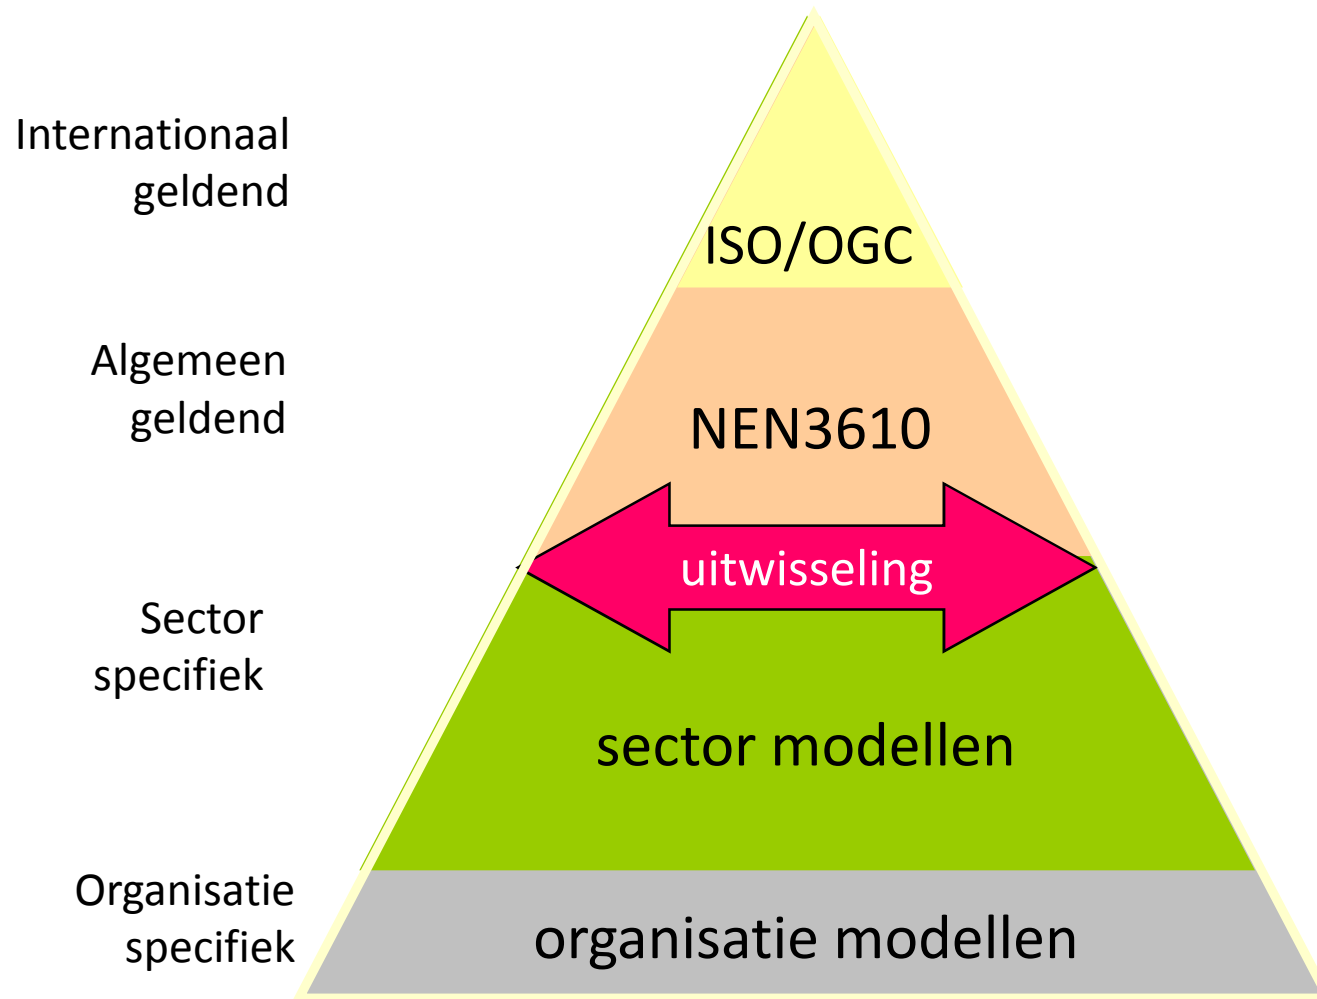 Internationaal
geldend
ISO/OGC
Algemeen
geldend
NEN3610
uitwisseling
Sector
specifiek
sector modellen
Organisatie
specifiek
organisatie modellen